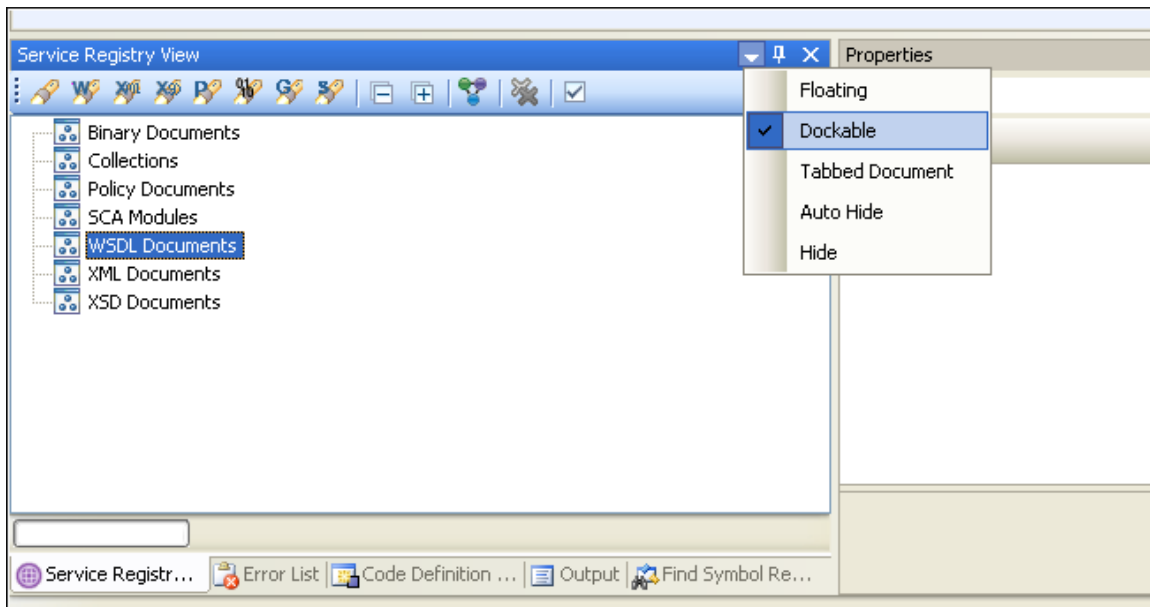 Service Registry View
Properties
Floating
Dockable
Tabbed Document
Auto Hide
Hide
Binary Documents
Collections
Policy Documents
SCA Modules
WSDL Documents
XML Documents
XSD Documents
Service Registr... Error List Code Definition ... Output Find Symbol Re...